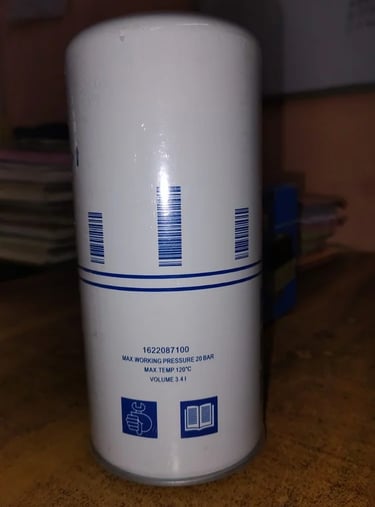 1622087100
MAX WORKING PRESSURE 20 BAR
MAX TEMP 120°C
VOLUME 3.4 l